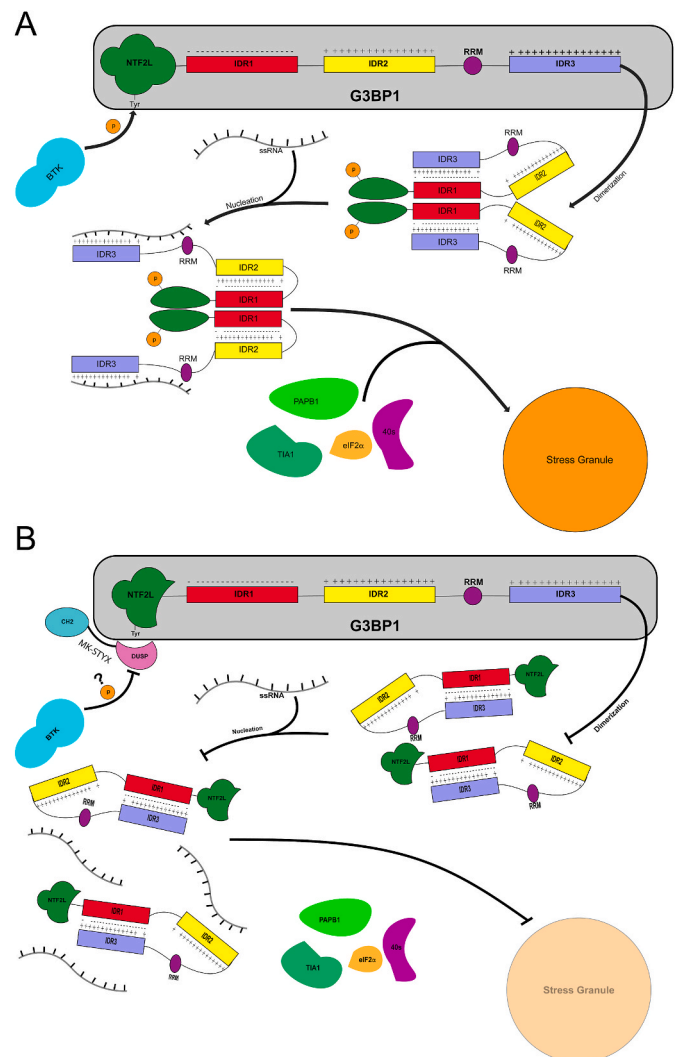 A
RRM
NTF2L
- - - - - - - - - - - - - -
IDR1
+ + + + + + + + + + + + +
IDR2
+ + + + + + + + + + + + + +
IDR3
Tyr
G3BP1
P
BTK
ssRNA
RRM
IDR3
IDR2
P
IDR1
Dimerization
Nucleation
IDR1
IDR2
P
IDR3
RRM
IDR3
RRM
IDR2
P
IDR1
IDR1
P
RRM
IDR2
IDR3
PAPB1
40s
eIF2α
TIA1
Stress Granule
B
RRM
NTF2L
- - - - - - - - - - - - - -
IDR1
+ + + + + + + + + + + + +
IDR2
+ + + + + + + + + + + + + +
IDR3
CH2
Tyr
G3BP1
MK-STYX
DUSP
?
P
ssRNA
IDR1
NTF2L
IDR2
IDR3
BTK
Nucleation
RRM
Dimerization
IDR1
IDR2
NTF2L
IDR3
RRM
IDR2
RRM
IDR1
NTF2L
IDR3
NTF2L
IDR1
PAPB1
IDR3
IDR2
40s
TIA1
eIF2α
RRM
Stress Granule